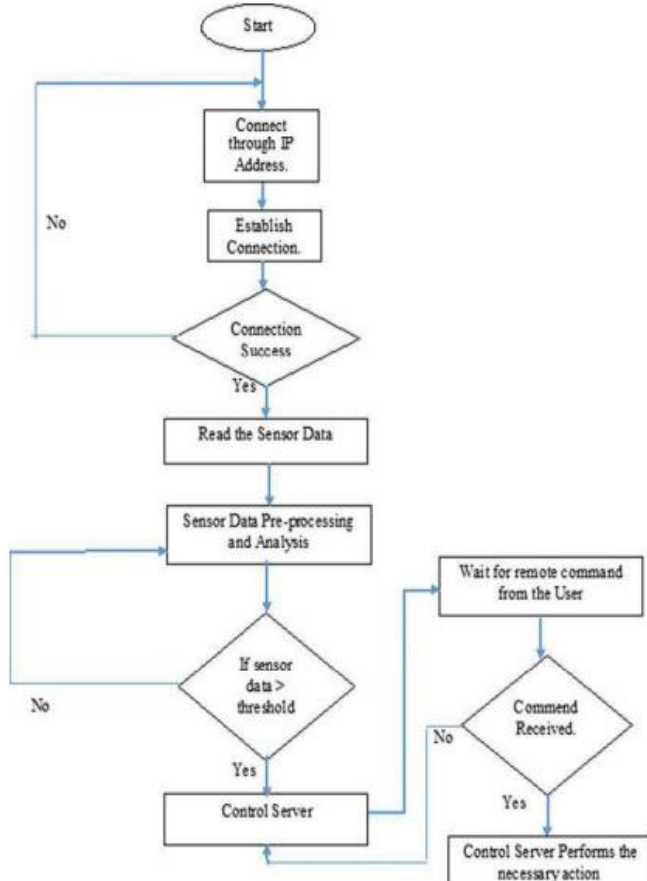 Start
Connect
through IP
Address.
No
Establish
Connection.
Connection
Success
Yes
Read the Sensor Data
Sensor Data Pre-processing
and Analysis
Wait for remote command
from the User
If sensor
data >
threshold
No
Commend
Received.
No
Yes
Control Server
Yes
Control Server Performs the
necessary action